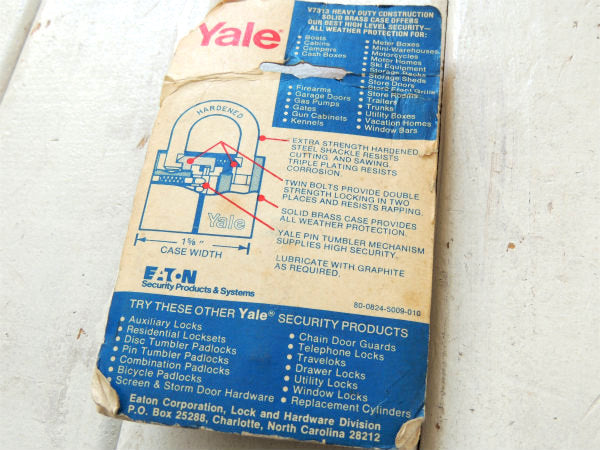 Yale®
V7313 HEAVY DUTY CONSTRUCTION
SOLID BRASS CASE OFFERS
OUR BEST HIGH LEVEL SECURITY—
ALL WEATHER PROTECTION FOR:
• Boats
• Cabins
• Campers
• Cash Boxes
• Firearms
• Garage Doors
• Gas Pumps
• Gates
• Gun Cabinets
• Kennels
• Meter Boxes
• Mini-Warehouses
• Motorcycles
• Motor Homes
• Ski Equipment
• Storage Racks
• Storage Sheds
• Store Doors
• Store Front Grille
• Store Rooms
• Trailers
• Trunks
• Utility Boxes
• Vacation Homes
• Window Bars
HARDENED
EXTRA STRENGTH HARDENED
STEEL SHACKLE RESISTS
CUTTING, AND SAWING.
TRIPLE PLATING RESISTS
CORROSION.
TWIN BOLTS PROVIDE DOUBLE
STRENGTH LOCKING IN TWO
PLACES AND RESISTS RAPPING.
SOLID BRASS CASE PROVIDES
ALL WEATHER PROTECTION.
YALE PIN TUMBLER MECHANISM
SUPPLIES HIGH SECURITY.
LUBRICATE WITH GRAPHITE
AS REQUIRED.
Yale
CASE WIDTH
EATON
Security Products & Systems
80-0824-5009-010
TRY THESE OTHER Yale® SECURITY PRODUCTS
• Auxiliary Locks
• Residential Locksets
• Disc Tumbler Padlocks
• Pin Tumbler Padlocks
• Combination Padlocks
• Bicycle Padlocks
• Screen & Storm Door Hardware
• Chain Door Guards
• Telephone Locks
• Traveloks
• Drawer Locks
• Utility Locks
• Window Locks
• Replacement Cylinders
Eaton Corporation, Lock and Hardware Division
P.O. Box 25288, Charlotte, North Carolina 28212